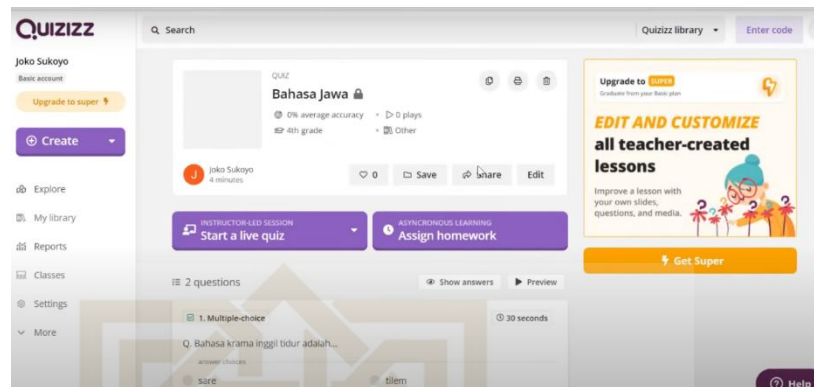 QUIZIZZ
Search
Quizizz library
Enter code
Joko Sukoyo
Basic account
Upgrade to super
Create
Explore
My library
Reports
Classes
Settings
More
QUIZ
Bahasa Jawa
0% average accuracy
0 plays
4th grade
Other
Joko Sukoyo
4 minutes
0
Save
Share
Edit
INSTRUCTOR-LED SESSION
Start a live quiz
ASYNCRONOUS LEARNING
Assign homework
2 questions
Show answers
Preview
1. Multiple-choice
30 seconds
Q. Bahasa krama inggil tidur adalah...
answer choices
sare
tilem
Upgrade to SUPER
Graduate from your Basic plan
EDIT AND CUSTOMIZE
all teacher-created
lessons
Improve a lesson with
your own slides,
questions, and media.
Get Super
Help